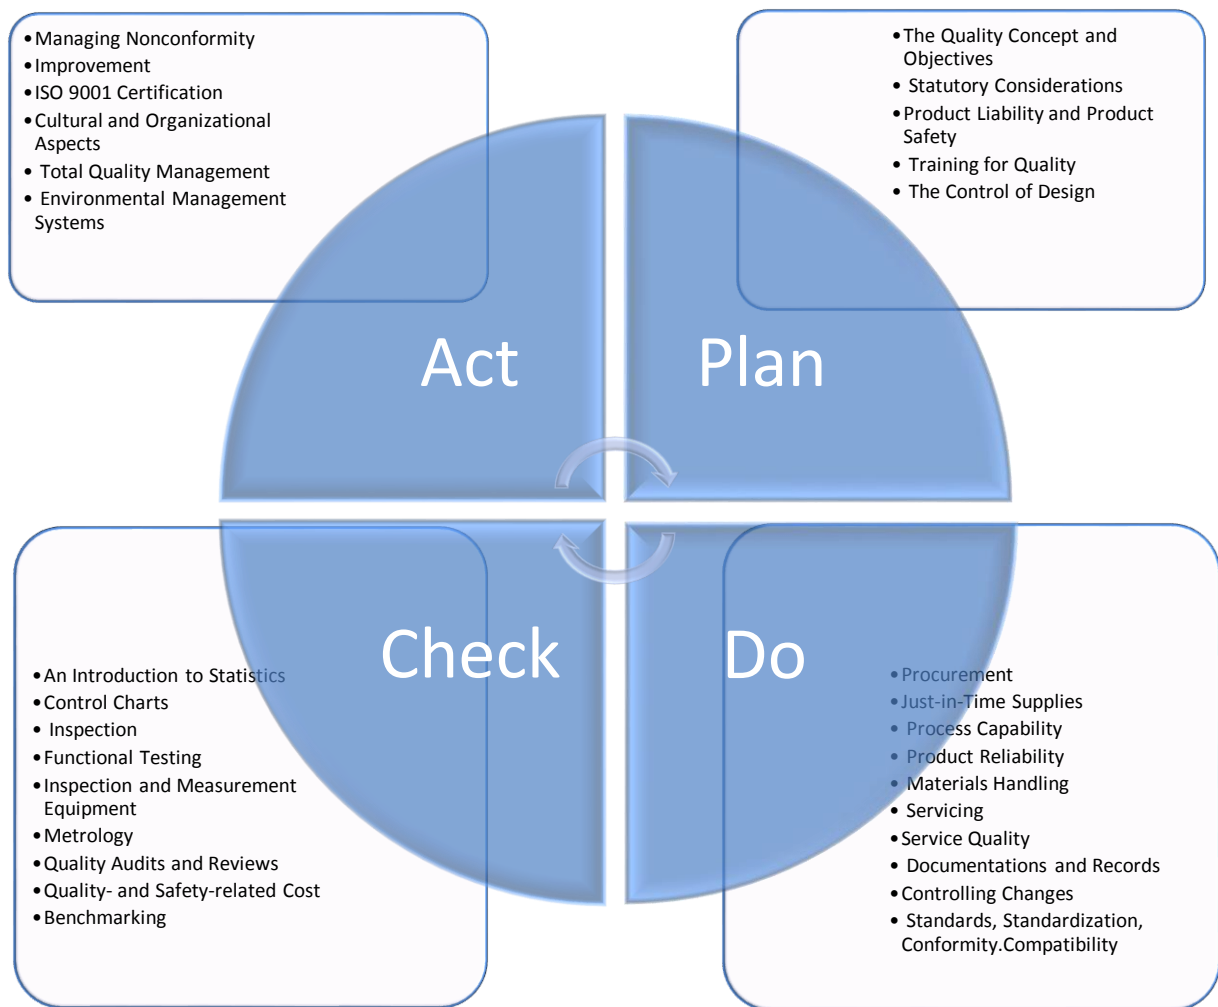 •Managing Nonconformity
•Improvement
•ISO 9001 Certification
•Cultural and Organizational
Aspects
• Total Quality Management
• Environmental Management
Systems
•The Quality Concept and
Objectives
• Statutory Considerations
•Product Liability and Product
Safety
• Training for Quality
• The Control of Design
Act
Plan
Check
Do
•An Introduction to Statistics
•Control Charts
• Inspection
•Functional Testing
•Inspection and Measurement
Equipment
•Metrology
•Quality Audits and Reviews
•Quality- and Safety-related Cost
•Benchmarking
•Procurement
•Just-in-Time Supplies
• Process Capability
• Product Reliability
• Materials Handling
• Servicing
•Service Quality
• Documentations and Records
•Controlling Changes
• Standards, Standardization,
Conformity.Compatibility